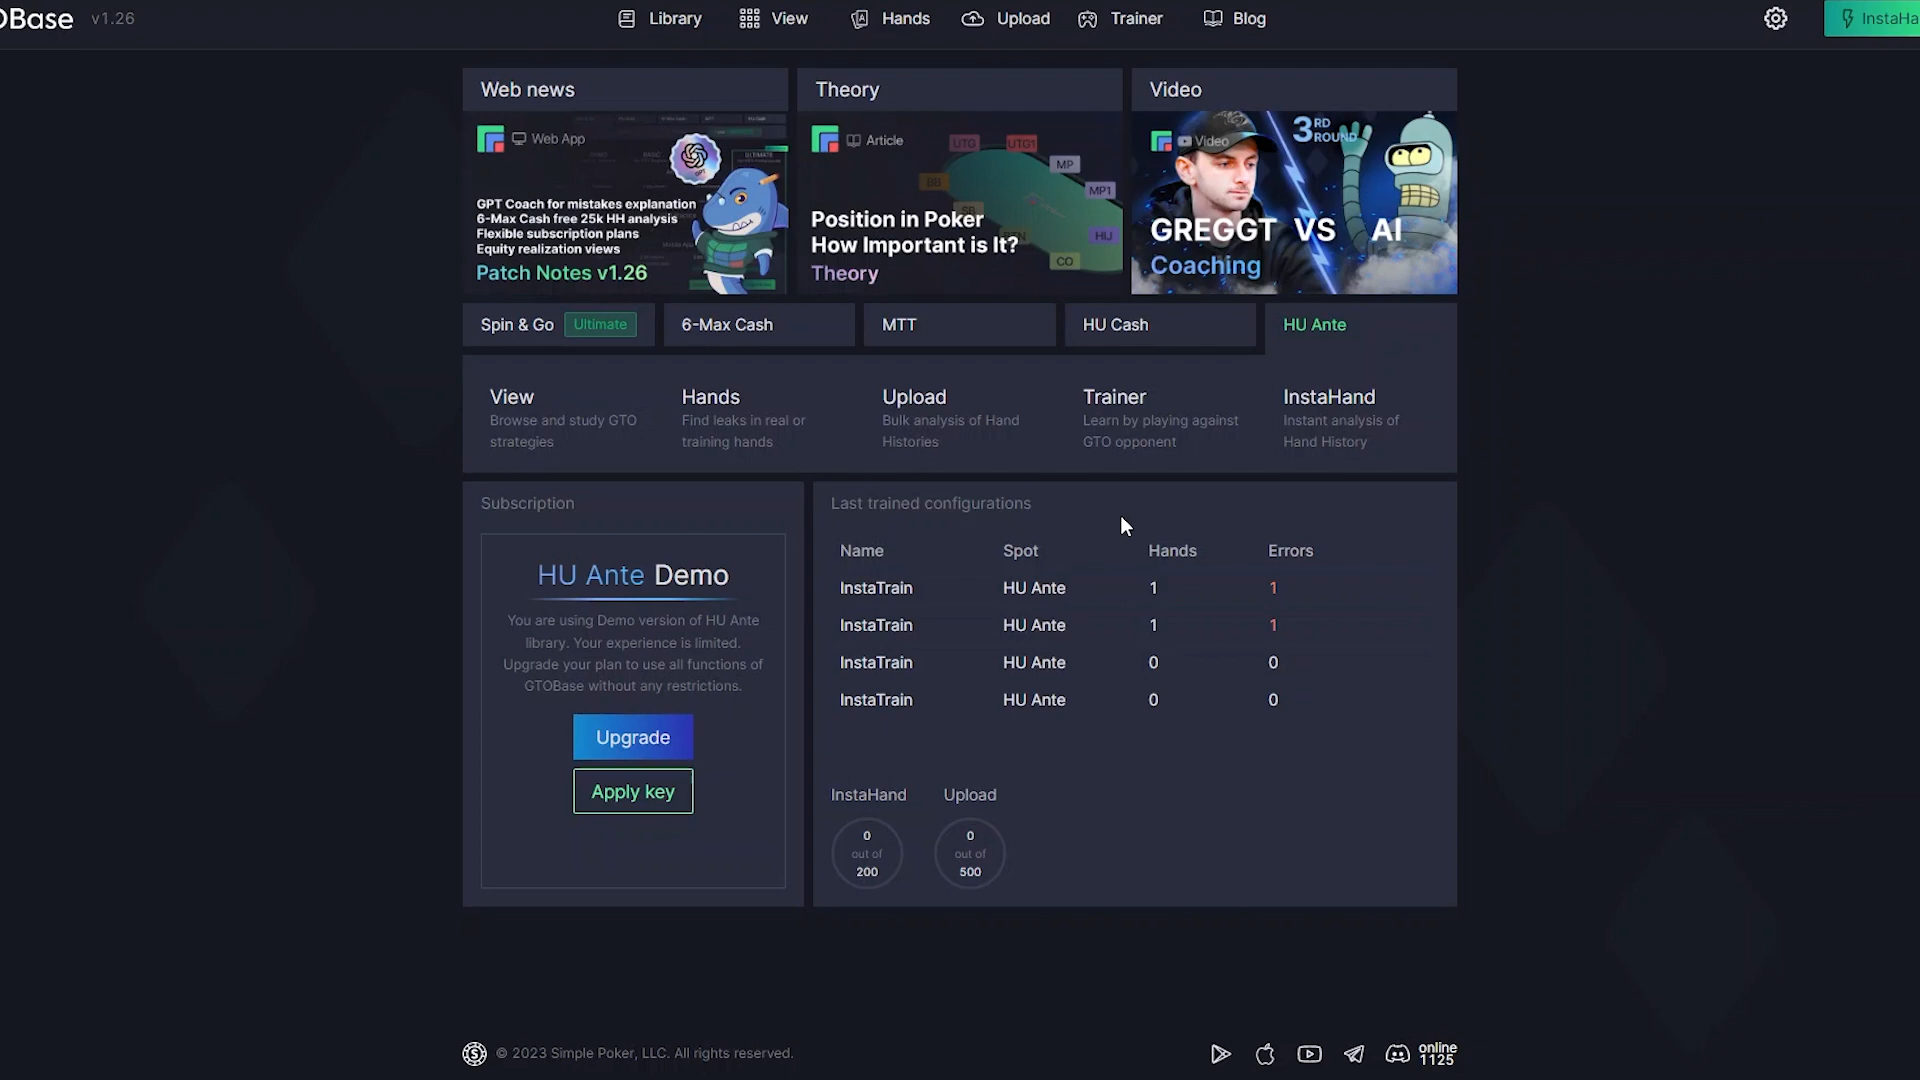 Base v1.26
Library
View
Hands
Upload
Trainer
Blog
InstaHa
Web news
Theory
Video
Web App
GPT Coach for mistakes explanation
6-Max Cash free 25k HH analysis
Flexible subscription plans
Equity realization views
Patch Notes v1.26
Article
UTG
UTG1
MP
MP1
HIJ
CO
BTN
SB
BB
Position in Poker
How Important is It?
Theory
Video
3RD
ROUND
GREGGT VS AI
Coaching
Spin & Go Ultimate
6-Max Cash
MTT
HU Cash
HU Ante
View
Browse and study GTO
strategies
Hands
Find leaks in real or
training hands
Upload
Bulk analysis of Hand
Histories
Trainer
Learn by playing against
GTO opponent
InstaHand
Instant analysis of
Hand History
Subscription
HU Ante Demo
You are using Demo version of HU Ante
library. Your experience is limited.
Upgrade your plan to use all functions of
GTOBase without any restrictions.
Upgrade
Apply key
Last trained configurations
Name Spot Hands Errors
InstaTrain HU Ante 1 1
InstaTrain HU Ante 1 1
InstaTrain HU Ante 0 0
InstaTrain HU Ante 0 0
InstaHand
0
out of
200
Upload
0
out of
500
© 2023 Simple Poker, LLC. All rights reserved.
online
1125